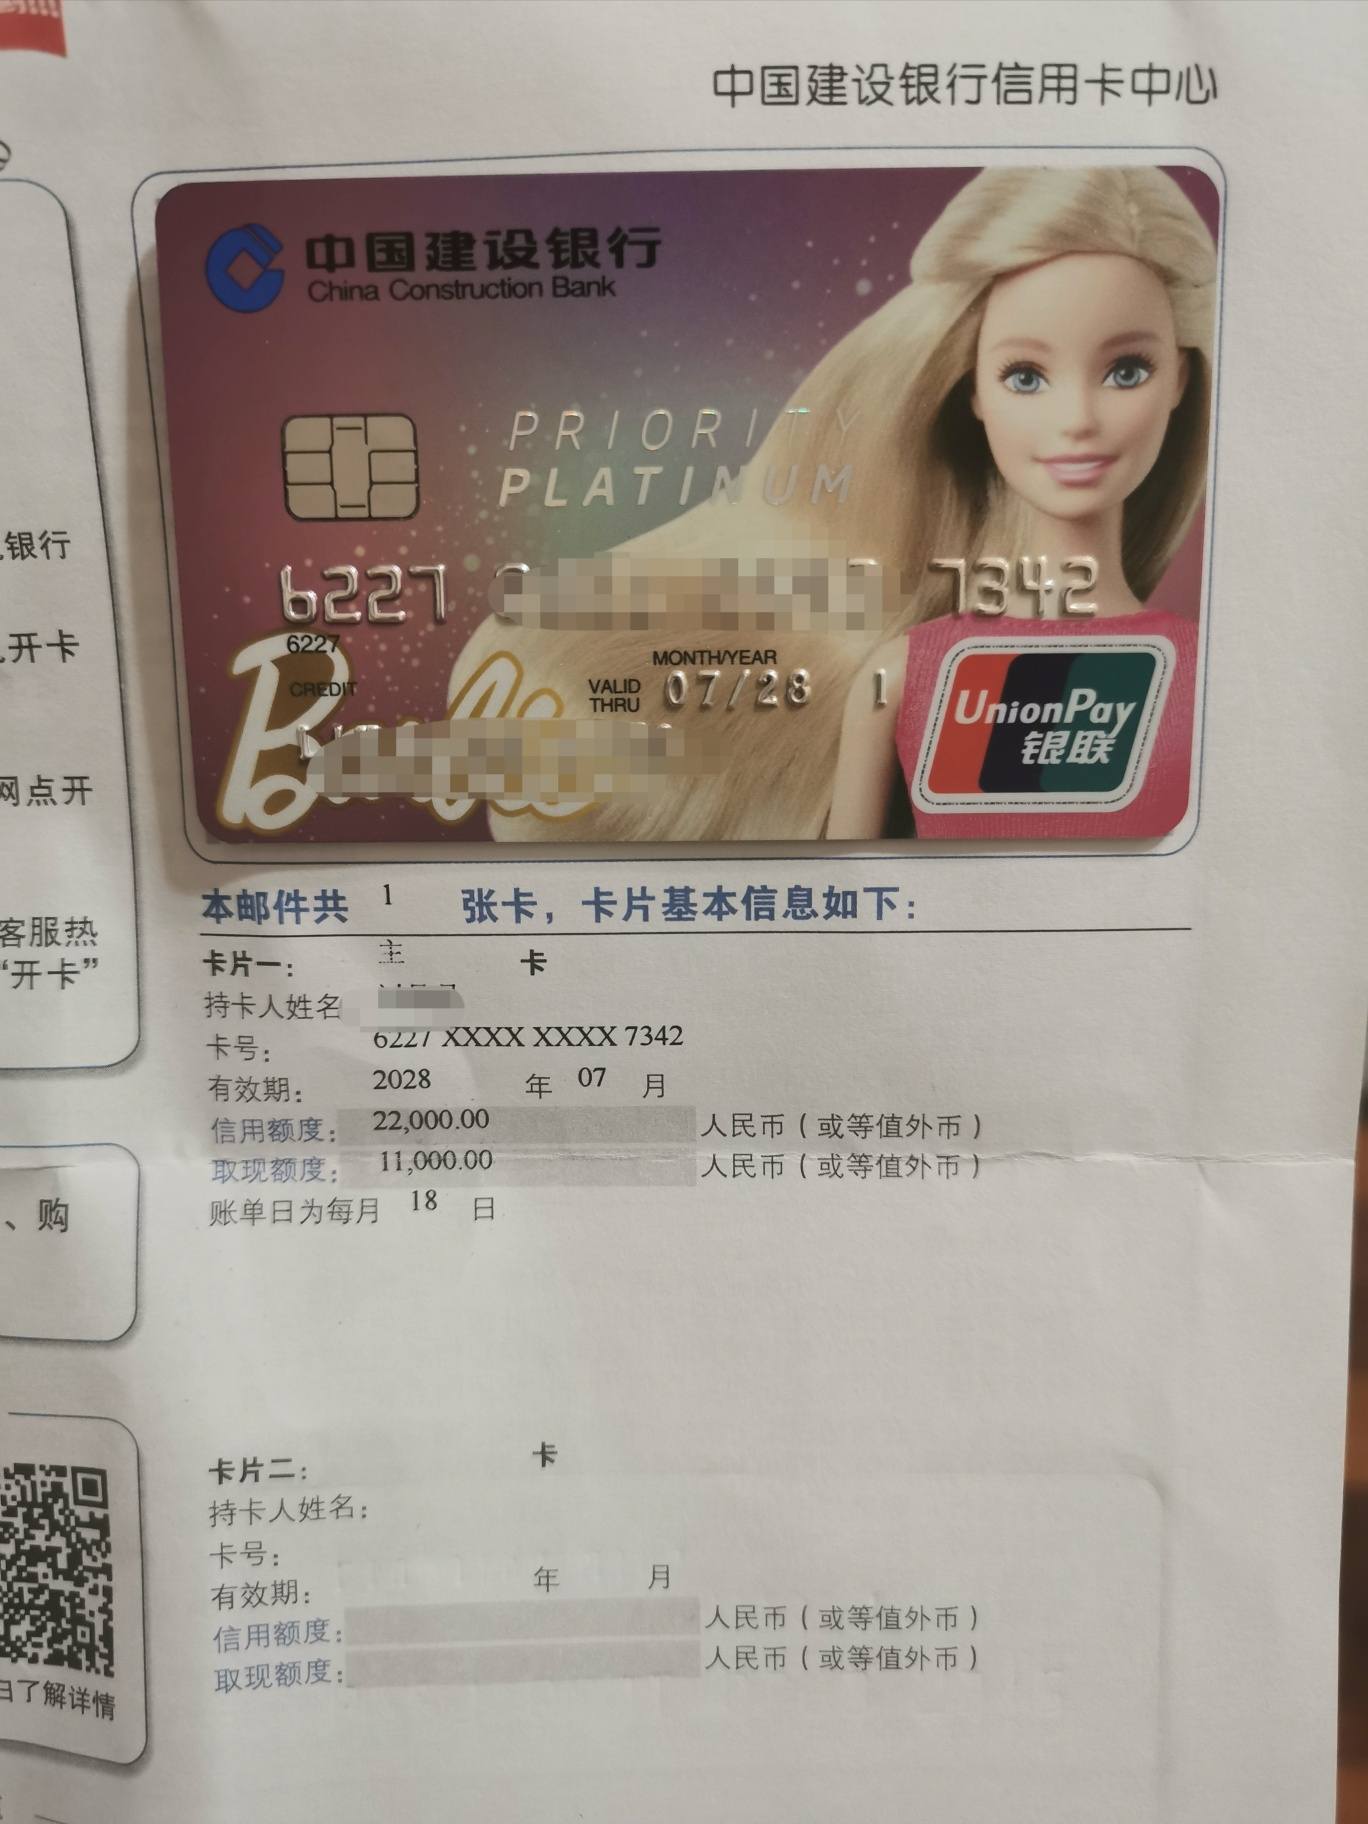 中国建设银行信用卡中心
中国建设银行
China Construction Bank
PRIORITY
PLATINUM
6227 7342
6227
MONTH/YEAR
CREDIT
VALID
THRU
07/28 1
Barbie
UnionPay
银联
银行
开卡
网点开
客服热
“开卡”
、购
了解详情
本邮件共 1 张卡，卡片基本信息如下：
卡片一： 主 卡
持卡人姓名
卡号： 6227 XXXX XXXX 7342
有效期： 2028 年 07 月
信用额度： 22,000.00 人民币（或等值外币）
取现额度： 11,000.00 人民币（或等值外币）
账单日为每月 18 日
卡片二： 卡
持卡人姓名：
卡号：
有效期： 年 月
信用额度： 人民币（或等值外币）
取现额度： 人民币（或等值外币）